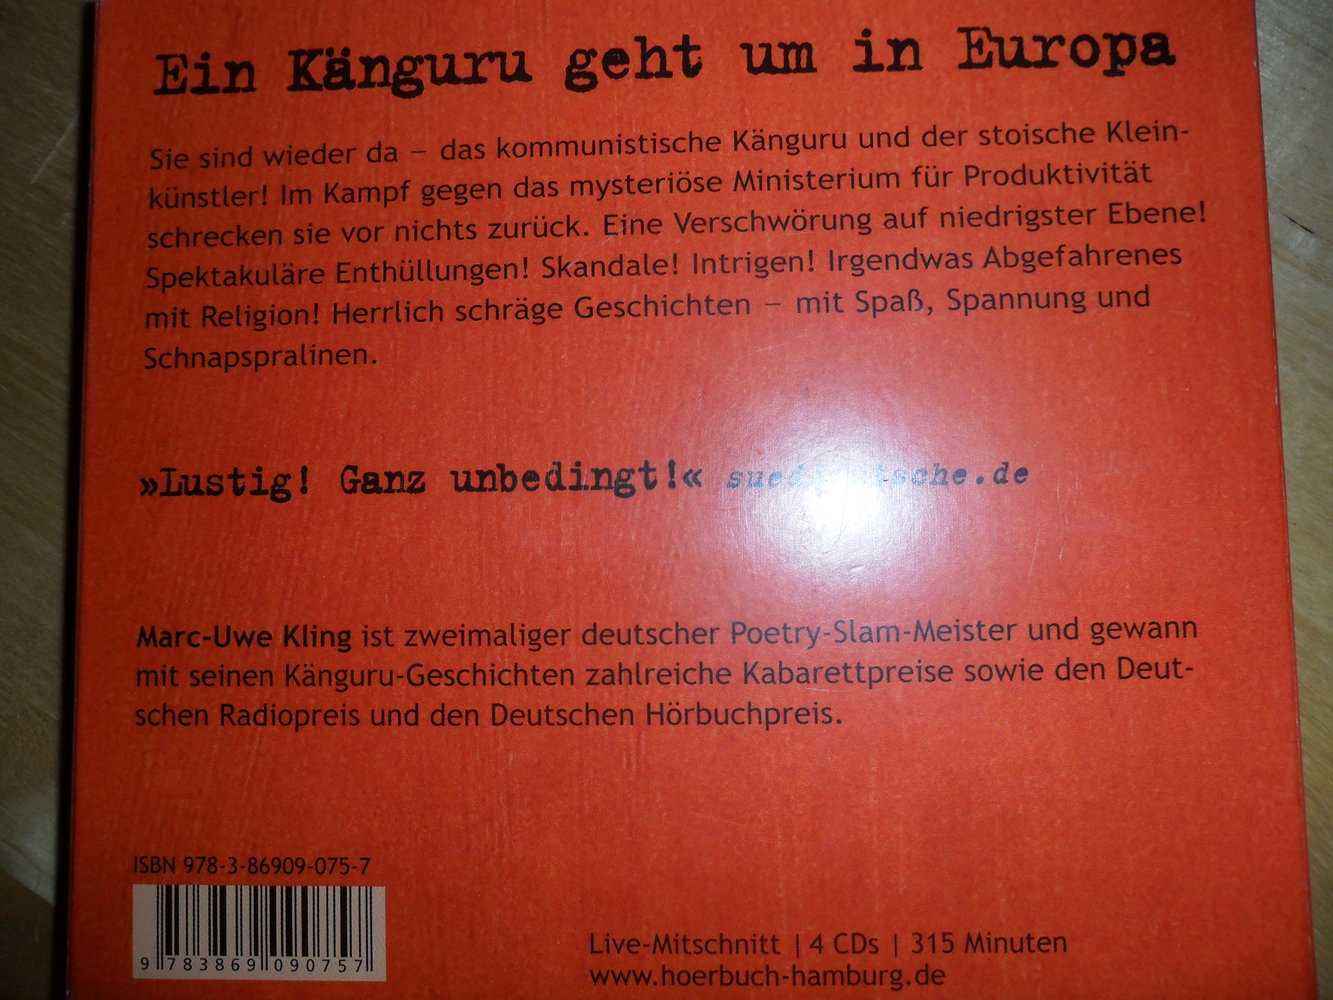 Ein Känguru geht um in Europa
Sie sind wieder da – das kommunistische Känguru und der stoische Klein-
künstler! Im Kampf gegen das mysteriöse Ministerium für Produktivität
schrecken sie vor nichts zurück. Eine Verschwörung auf niedrigster Ebene!
Spektakuläre Enthüllungen! Skandale! Intrigen! Irgendwas Abgefahrenes
mit Religion! Herrlich schräge Geschichten – mit Spaß, Spannung und
Schnapspralinen.
»Lustig! Ganz unbedingt!« sueddeutsche.de
Marc-Uwe Kling ist zweimaliger deutscher Poetry-Slam-Meister und gewann
mit seinen Känguru-Geschichten zahlreiche Kabarettpreise sowie den Deut-
schen Radiopreis und den Deutschen Hörbuchpreis.
ISBN 978-3-86909-075-7
9 783869 090757
Live-Mitschnitt | 4 CDs | 315 Minuten
www.hoerbuch-hamburg.de